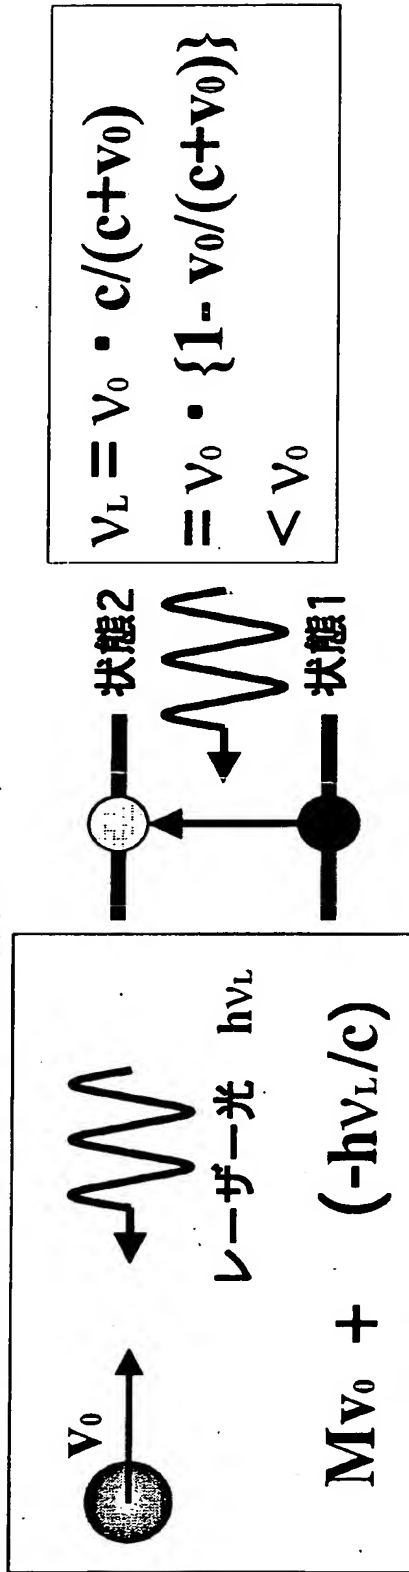 v₀
レーザー光 hνL
Mv₀ + (-hνL/c)
状態2
状態1
νL = ν₀ ・ c/(c+v₀)
= ν₀ ・ {1- v₀/(c+v₀)}
< ν₀